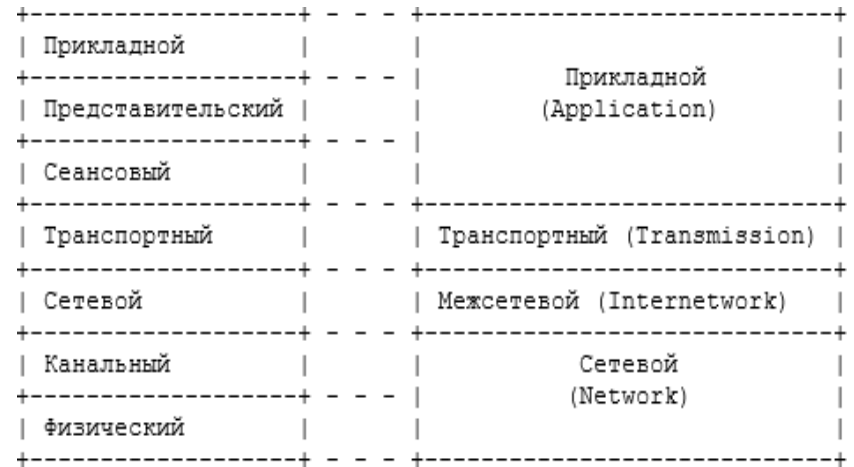 Прикладной
Прикладной
Представительский (Application)
Сеансовый
Транспортный Транспортный (Transmission)
Сетевой Межсетевой (Internetwork)
Канальный Сетевой
(Network)
Физический